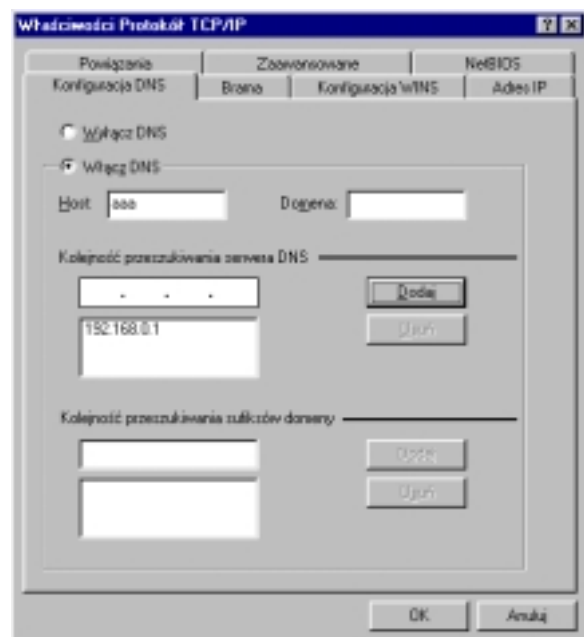 Właściwości Protokół TCP/IP
Powiązania Zaawansowane NetBIOS
Konfiguracja DNS Brama Konfiguracja WINS Adres IP
Wyłącz DNS
Włącz DNS
Host: aaa Domena:
Kolejność przeszukiwania serwera DNS
. . . Dodaj
192.168.0.1 Usuń
Kolejność przeszukiwania sufiksów domeny
Dodaj
Usuń
OK Anuluj